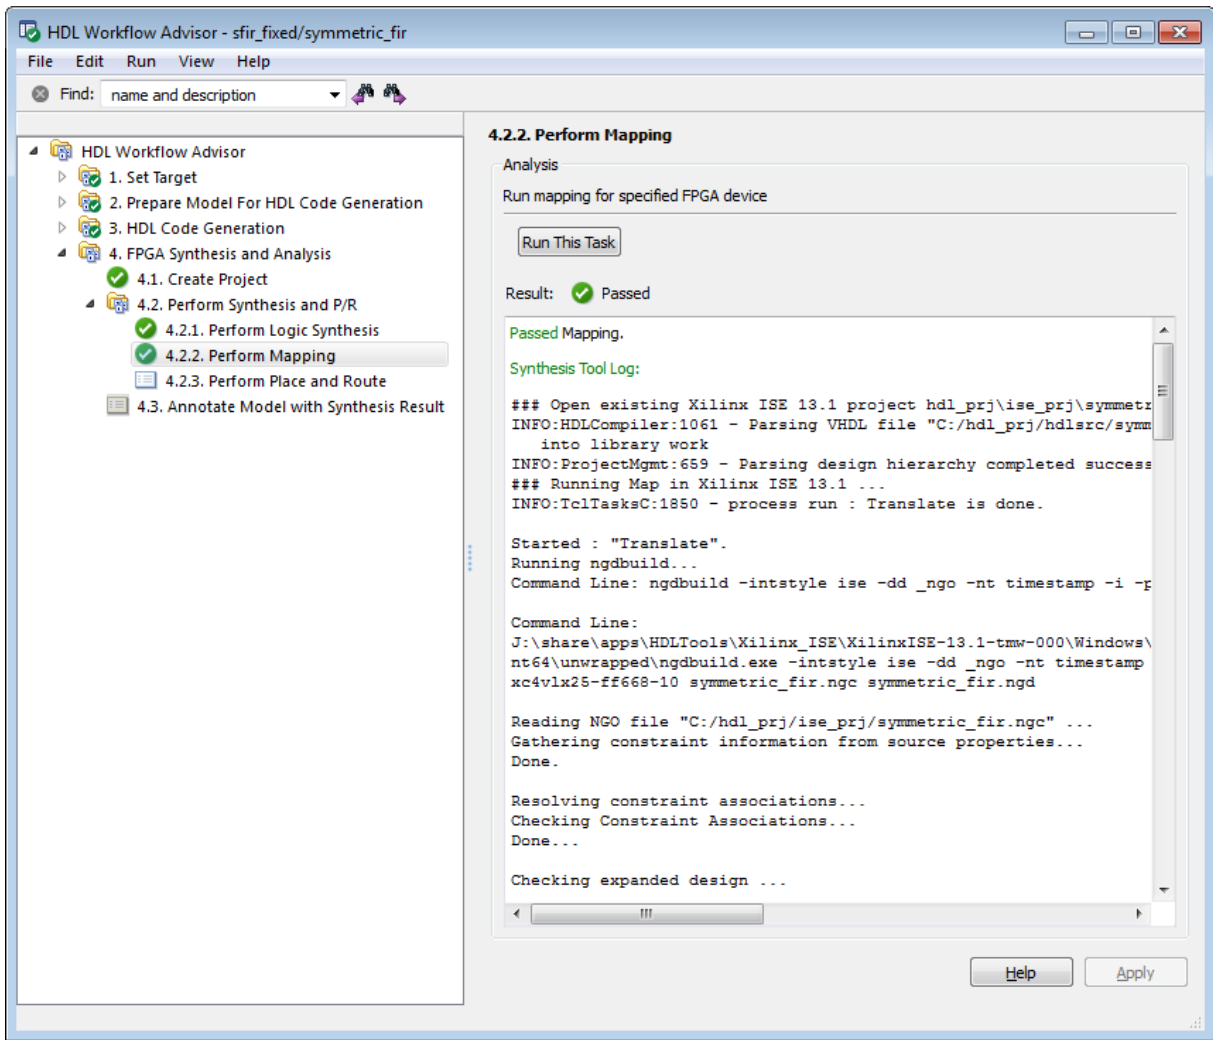 HDL Workflow Advisor - sfir_fixed/symmetric_fir
File Edit Run View Help
Find: name and description
HDL Workflow Advisor
1. Set Target
2. Prepare Model For HDL Code Generation
3. HDL Code Generation
4. FPGA Synthesis and Analysis
4.1. Create Project
4.2. Perform Synthesis and P/R
4.2.1. Perform Logic Synthesis
4.2.2. Perform Mapping
4.2.3. Perform Place and Route
4.3. Annotate Model with Synthesis Result
4.2.2. Perform Mapping
Analysis
Run mapping for specified FPGA device
Run This Task
Result: Passed
Passed Mapping.
Synthesis Tool Log:
### Open existing Xilinx ISE 13.1 project hdl_prj\ise_prj\symmetr
INFO:HDLCompiler:1061 - Parsing VHDL file "C:/hdl_prj/hdlsrc/symm
into library work
INFO:ProjectMgmt:659 - Parsing design hierarchy completed success
### Running Map in Xilinx ISE 13.1 ...
INFO:TclTasksC:1850 - process run : Translate is done.
Started : "Translate".
Running ngdbuild...
Command Line: ngdbuild -intstyle ise -dd _ngo -nt timestamp -i -p
Command Line:
J:\share\apps\HDLTools\Xilinx_ISE\XilinxISE-13.1-tmw-000\Windows\
nt64\unwrapped\ngdbuild.exe -intstyle ise -dd _ngo -nt timestamp
xc4vlx25-ff668-10 symmetric_fir.ngc symmetric_fir.ngd
Reading NGO file "C:/hdl_prj/ise_prj/symmetric_fir.ngc" ...
Gathering constraint information from source properties...
Done.
Resolving constraint associations...
Checking Constraint Associations...
Done...
Checking expanded design ...
Help Apply